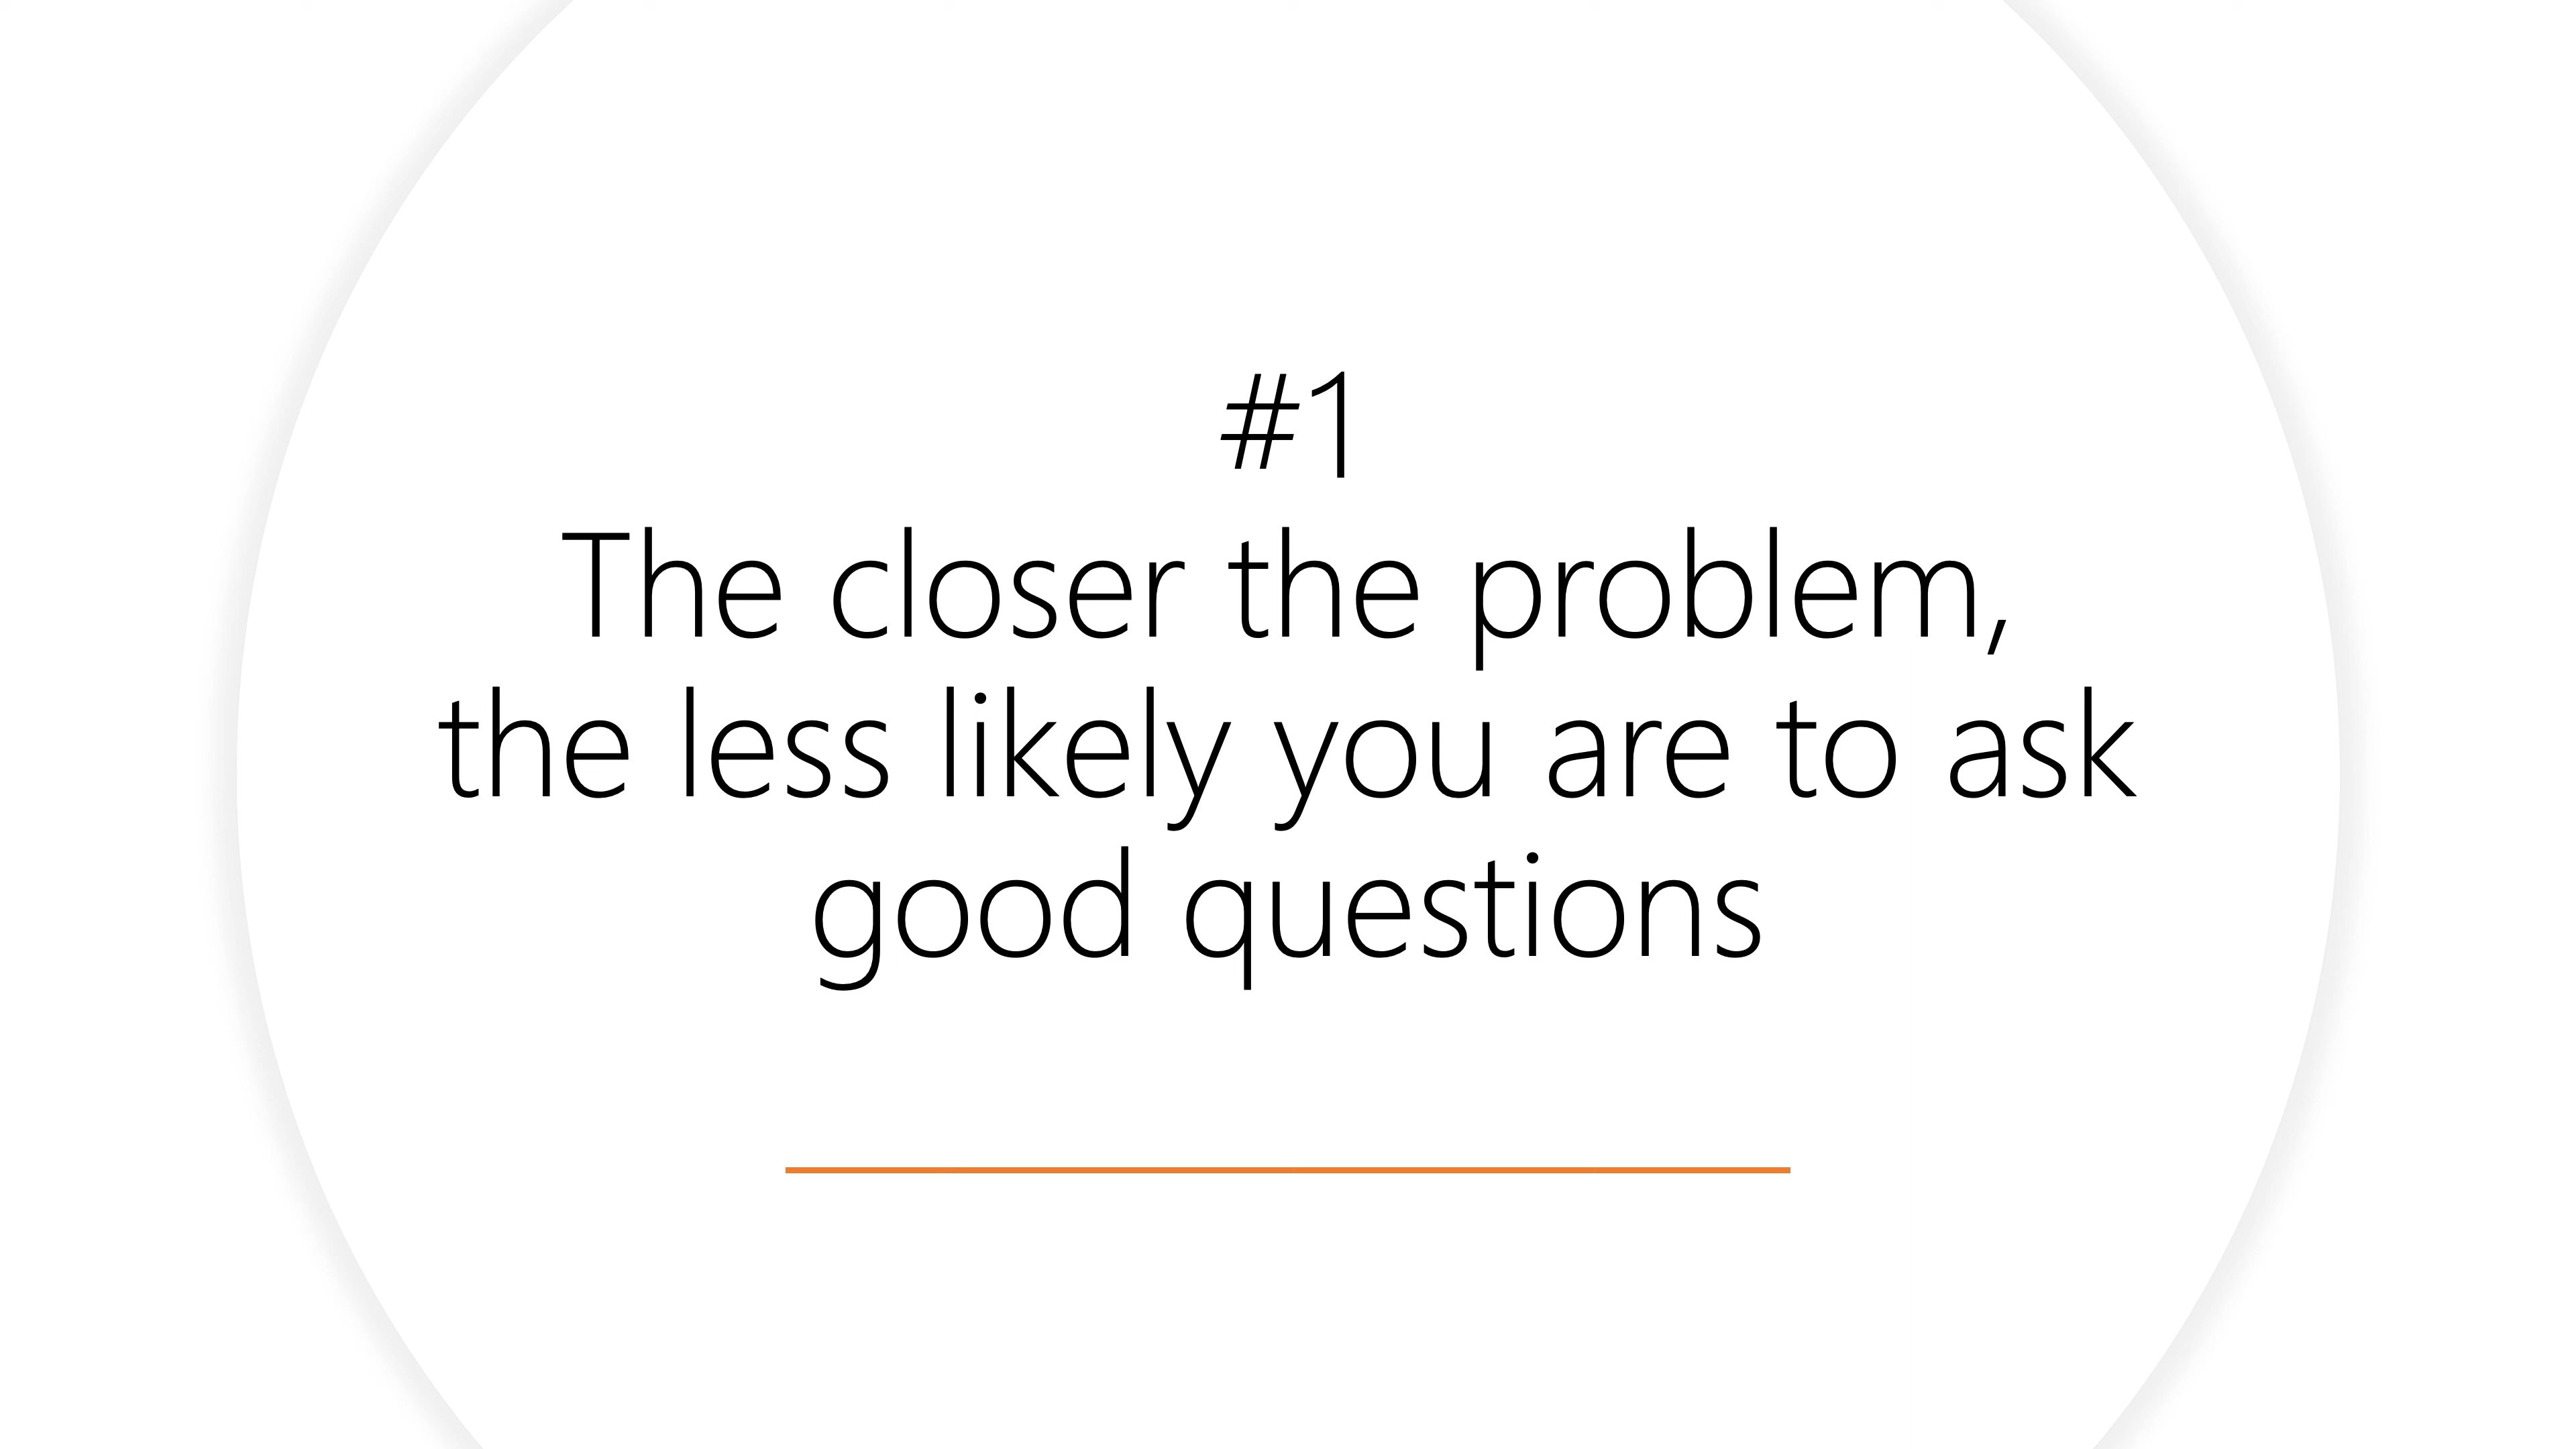 #1
The closer the problem,
the less likely you are to ask
good questions